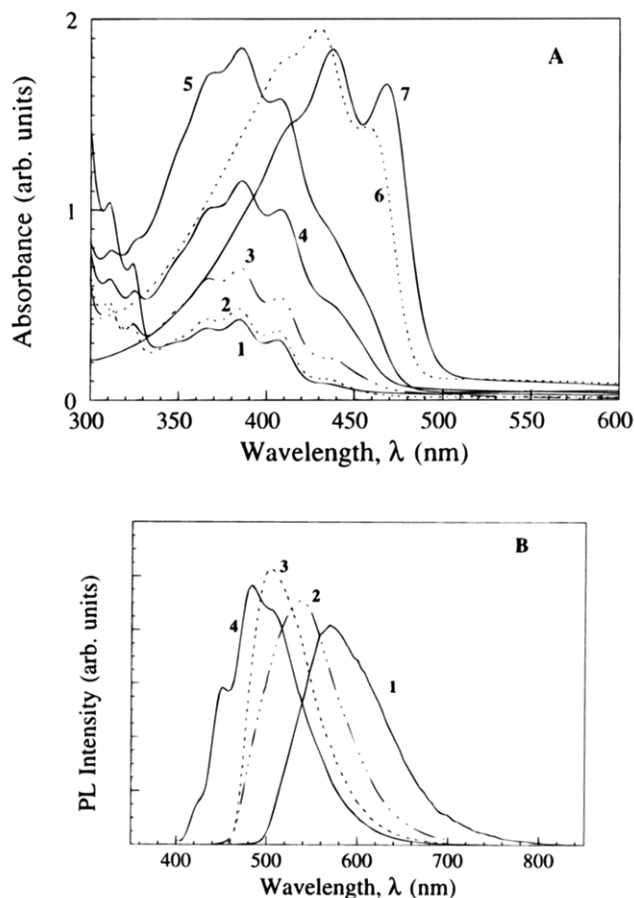 2
A
5
7
6
1
4
3
2
1
0
300 350 400 450 500 550 600
Absorbance (arb. units)
Wavelength, λ (nm)
B
3
2
4
1
400 500 600 700 800
PL Intensity (arb. units)
Wavelength, λ (nm)